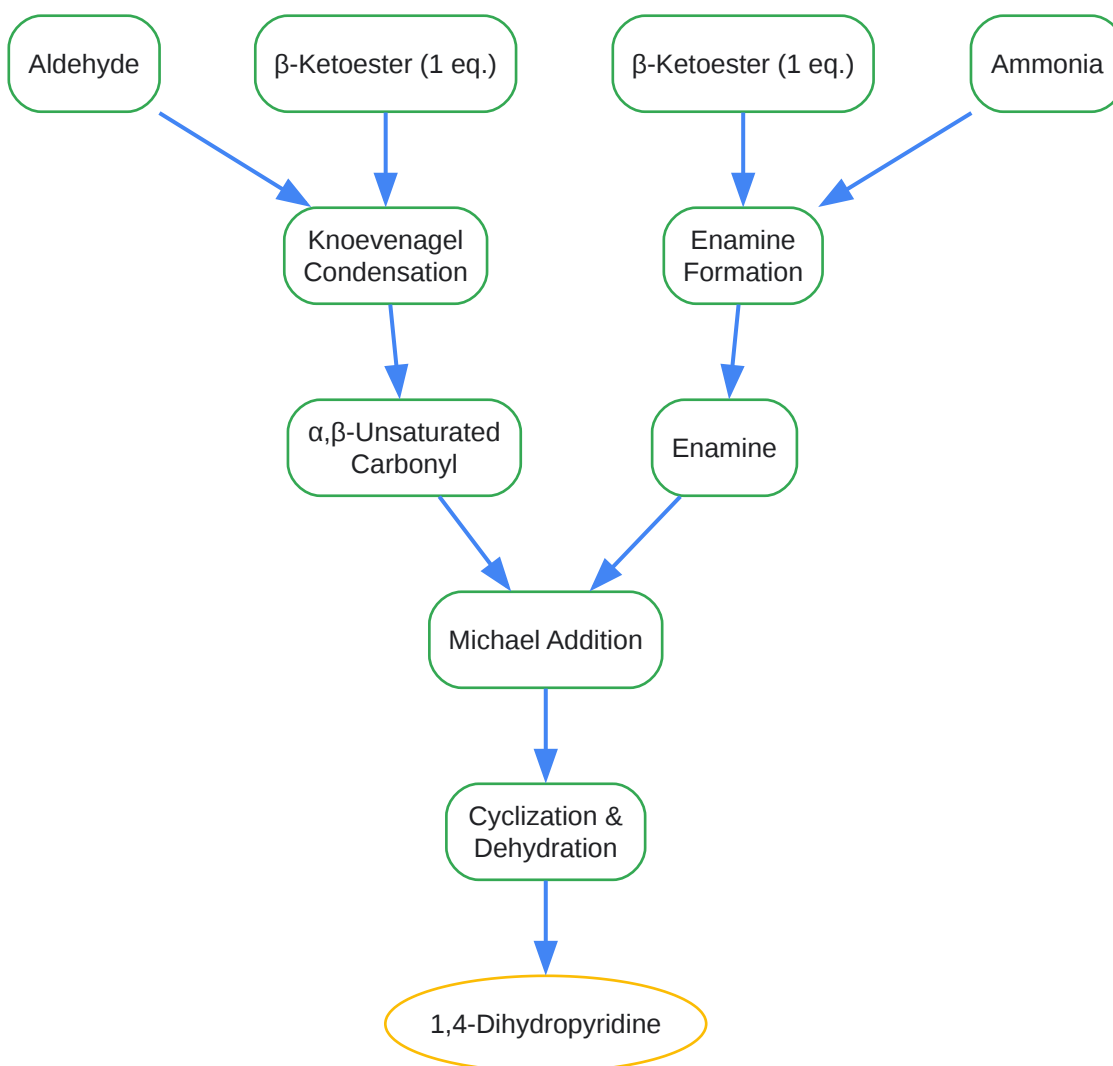 Aldehyde
β-Ketoester (1 eq.)
β-Ketoester (1 eq.)
Ammonia
Knoevenagel
Condensation
Enamine
Formation
α,β-Unsaturated
Carbonyl
Enamine
Michael Addition
Cyclization &
Dehydration
1,4-Dihydropyridine